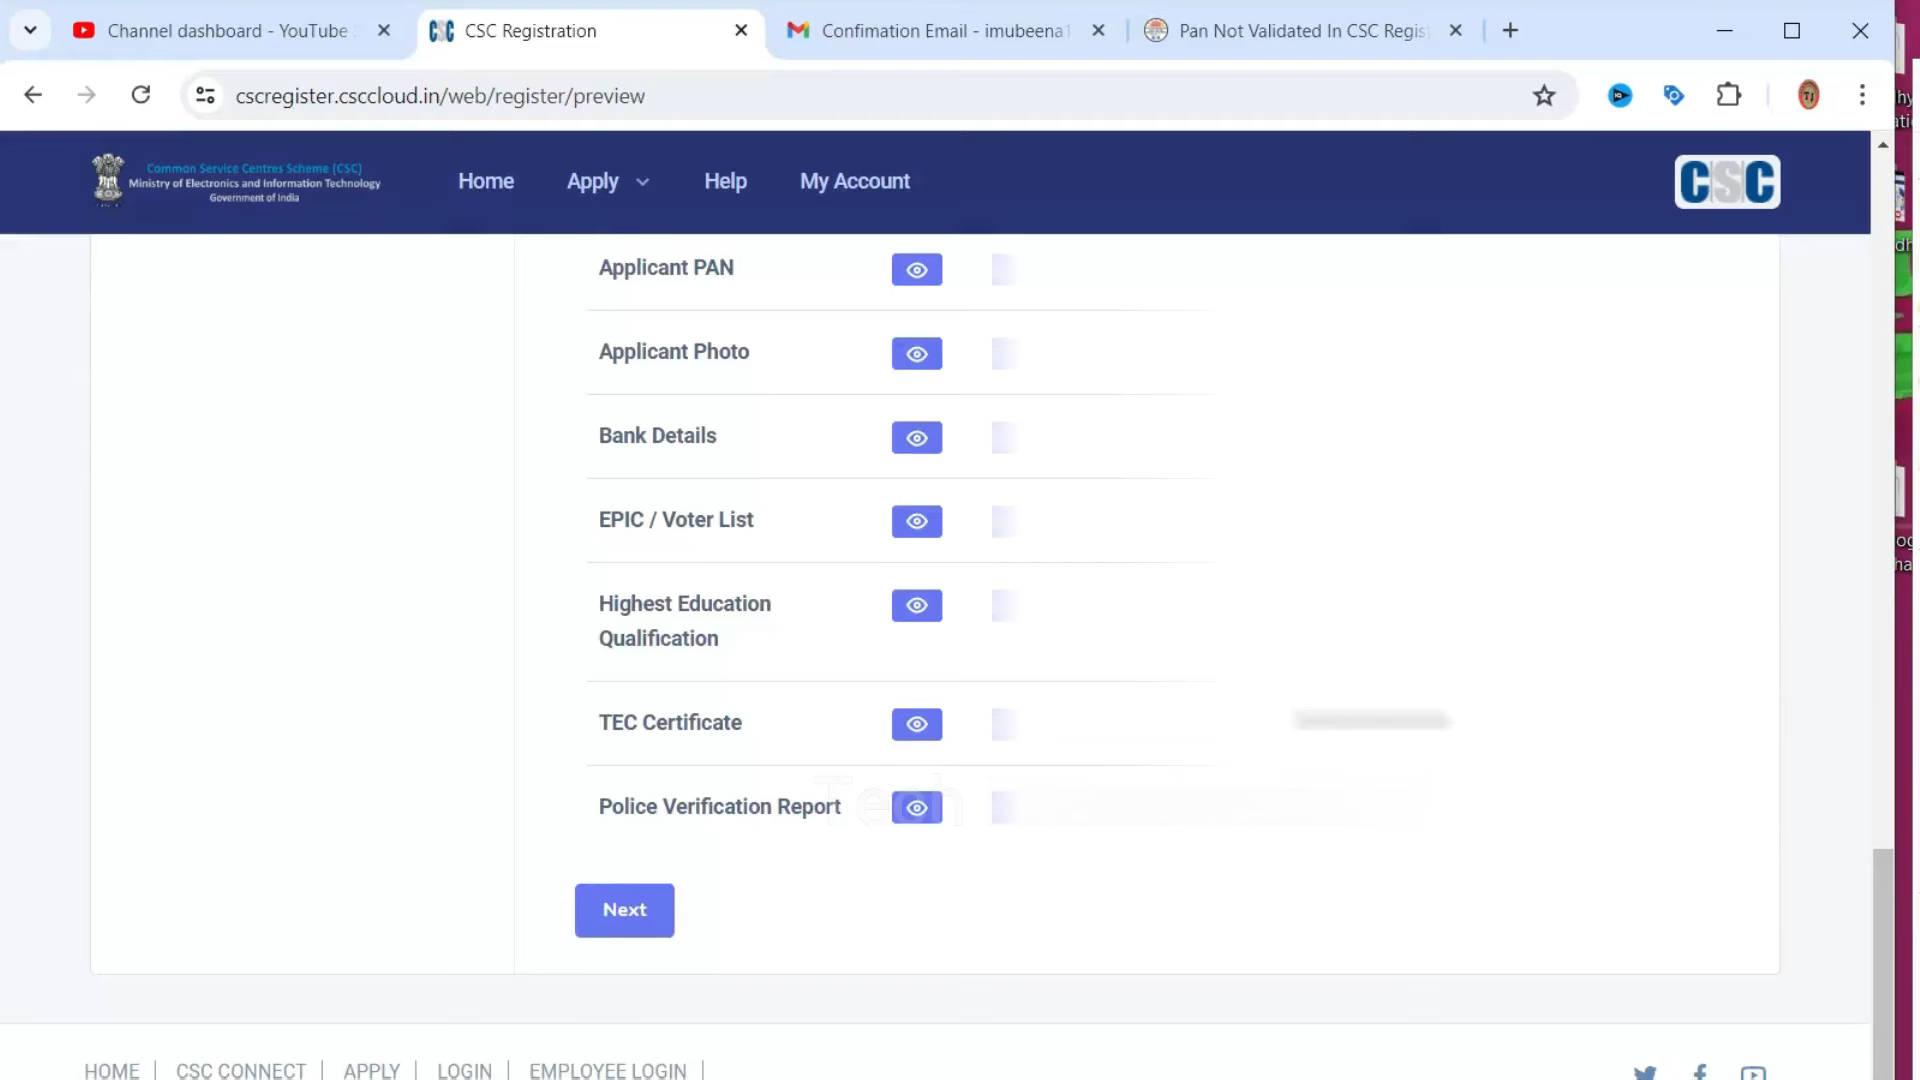 Channel dashboard - YouTube
CSC Registration
Confimation Email - imubeena1
Pan Not Validated In CSC Regis
cscregister.csccloud.in/web/register/preview
Common Service Centres Scheme (CSC)
Ministry of Electronics and Information Technology
Government of India
Home
Apply
Help
My Account
CSC
Applicant PAN
Applicant Photo
Bank Details
EPIC / Voter List
Highest Education
Qualification
TEC Certificate
Police Verification Report
Tech
Next
HOME | CSC CONNECT | APPLY | LOGIN | EMPLOYEE LOGIN |